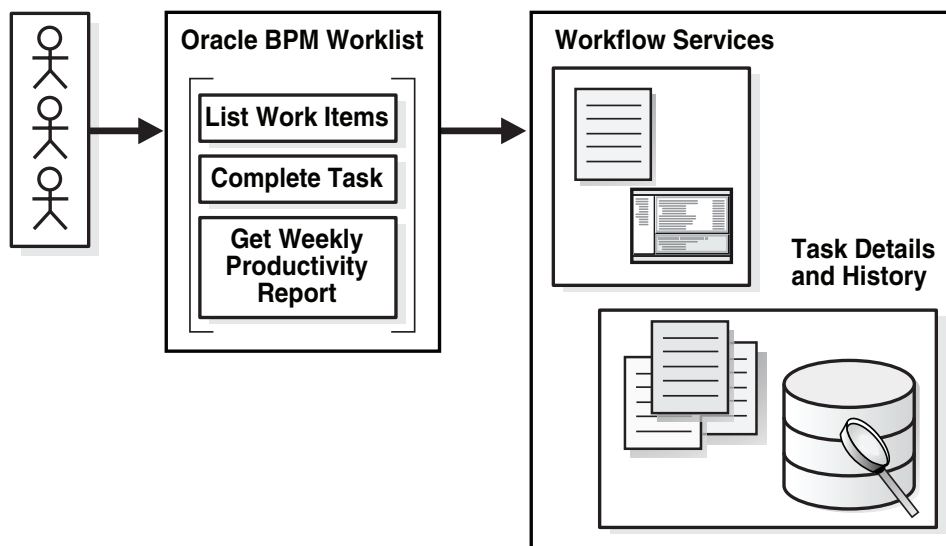 Oracle BPM Worklist
List Work Items
Complete Task
Get Weekly
Productivity
Report
Workflow Services
Task Details
and History